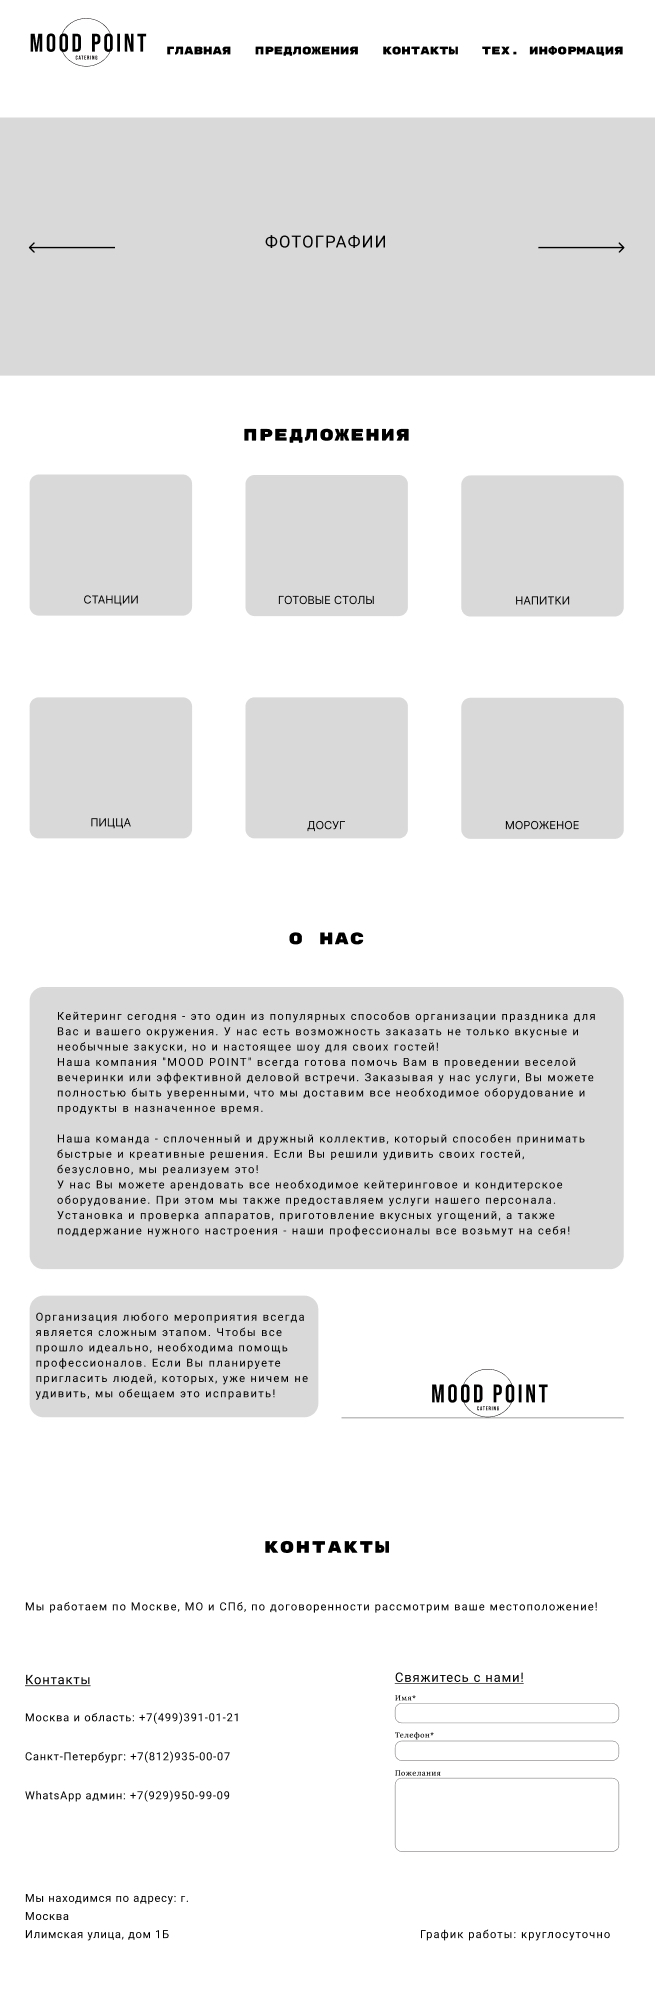 MOOD POINT
CATERING
ГЛАВНАЯ ПРЕДЛОЖЕНИЯ КОНТАКТЫ ТЕХ. ИНФОРМАЦИЯ
ФОТОГРАФИИ
ПРЕДЛОЖЕНИЯ
СТАНЦИИ ГОТОВЫЕ СТОЛЫ НАПИТКИ
ПИЦЦА ДОСУГ МОРОЖЕНОЕ
О НАС
Кейтеринг сегодня - это один из популярных способов организации праздника для
Вас и вашего окружения. У нас есть возможность заказать не только вкусные и
необычные закуски, но и настоящее шоу для своих гостей!
Наша компания "MOOD POINT" всегда готова помочь Вам в проведении веселой
вечеринки или эффективной деловой встречи. Заказывая у нас услуги, Вы можете
полностью быть уверенными, что мы доставим все необходимое оборудование и
продукты в назначенное время.
Наша команда - сплоченный и дружный коллектив, который способен принимать
быстрые и креативные решения. Если Вы решили удивить своих гостей,
безусловно, мы реализуем это!
У нас Вы можете арендовать все необходимое кейтеринговое и кондитерское
оборудование. При этом мы также предоставляем услуги нашего персонала.
Установка и проверка аппаратов, приготовление вкусных угощений, а также
поддержание нужного настроения - наши профессионалы все возьмут на себя!
Организация любого мероприятия всегда
является сложным этапом. Чтобы все
прошло идеально, необходима помощь
профессионалов. Если Вы планируете
пригласить людей, которых, уже ничем не
удивить, мы обещаем это исправить!
MOOD POINT
CATERING
КОНТАКТЫ
Мы работаем по Москве, МО и СПб, по договоренности рассмотрим ваше местоположение!
Контакты
Москва и область: +7(499)391-01-21
Санкт-Петербург: +7(812)935-00-07
WhatsApp админ: +7(929)950-99-09
Свяжитесь с нами!
Имя*
Телефон*
Пожелания
Мы находимся по адресу: г.
Москва
Илимская улица, дом 1Б
График работы: круглосуточно